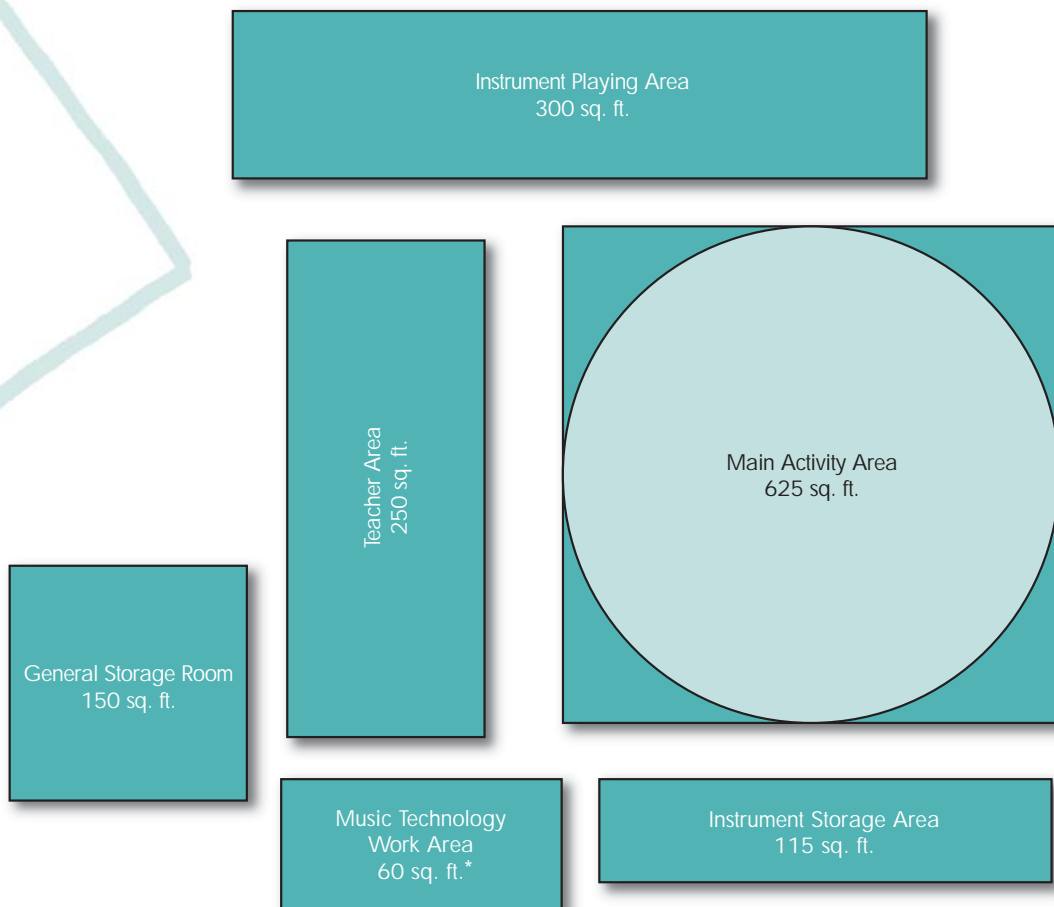 Instrument Playing Area
300 sq. ft.
Teacher Area
250 sq. ft.
Main Activity Area
625 sq. ft.
General Storage Room
150 sq. ft.
Music Technology
Work Area
60 sq. ft.*
Instrument Storage Area
115 sq. ft.